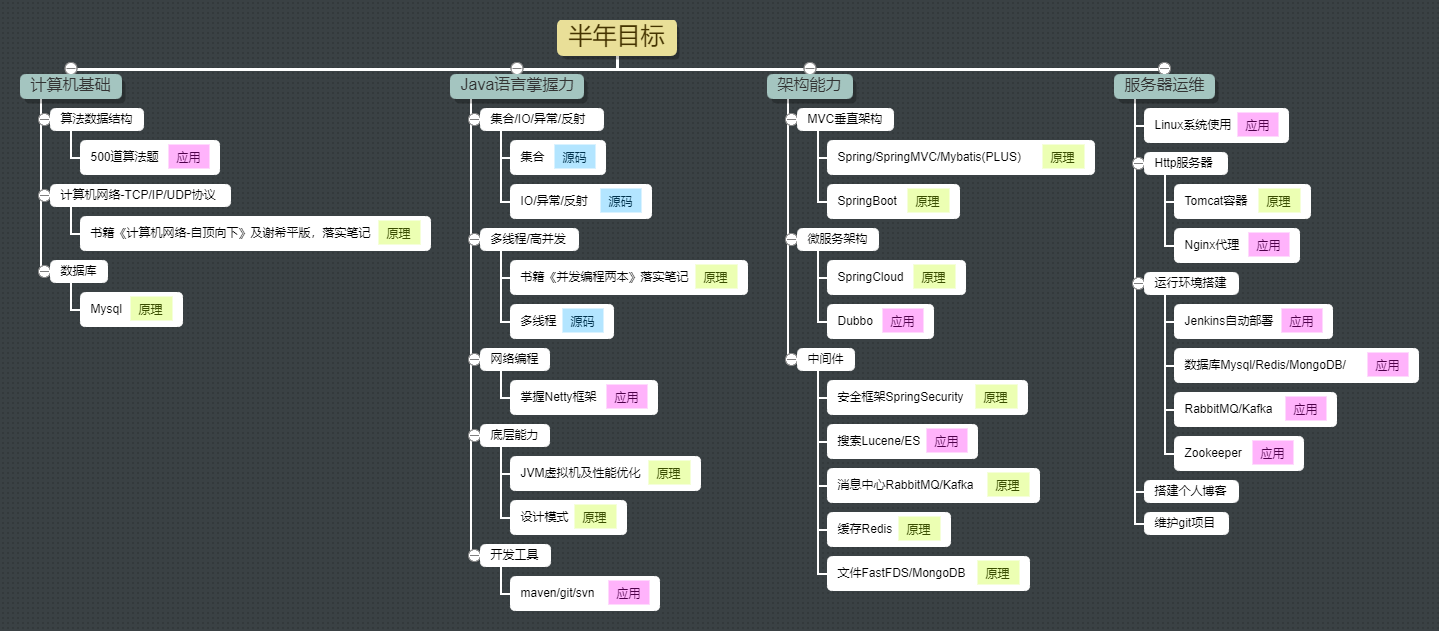 半年目标
计算机基础
算法数据结构
500道算法题 应用
计算机网络-TCP/IP/UDP协议
书籍《计算机网络-自顶向下》及谢希平版，落实笔记 原理
数据库
Mysql 原理
Java语言掌握力
集合/IO/异常/反射
集合 源码
IO/异常/反射 源码
多线程/高并发
书籍《并发编程两本》落实笔记 原理
多线程 源码
网络编程
掌握Netty框架 应用
底层能力
JVM虚拟机及性能优化 原理
设计模式 原理
开发工具
maven/git/svn 应用
架构能力
MVC垂直架构
Spring/SpringMVC/Mybatis(PLUS) 原理
SpringBoot 原理
微服务架构
SpringCloud 原理
Dubbo 应用
中间件
安全框架SpringSecurity 原理
搜索Lucene/ES 应用
消息中心RabbitMQ/Kafka 原理
缓存Redis 原理
文件FastFDS/MongoDB 原理
服务器运维
Linux系统使用 应用
Http服务器
Tomcat容器 原理
Nginx代理 应用
运行环境搭建
Jenkins自动部署 应用
数据库Mysql/Redis/MongoDB/ 应用
RabbitMQ/Kafka 应用
Zookeeper 应用
搭建个人博客
维护git项目